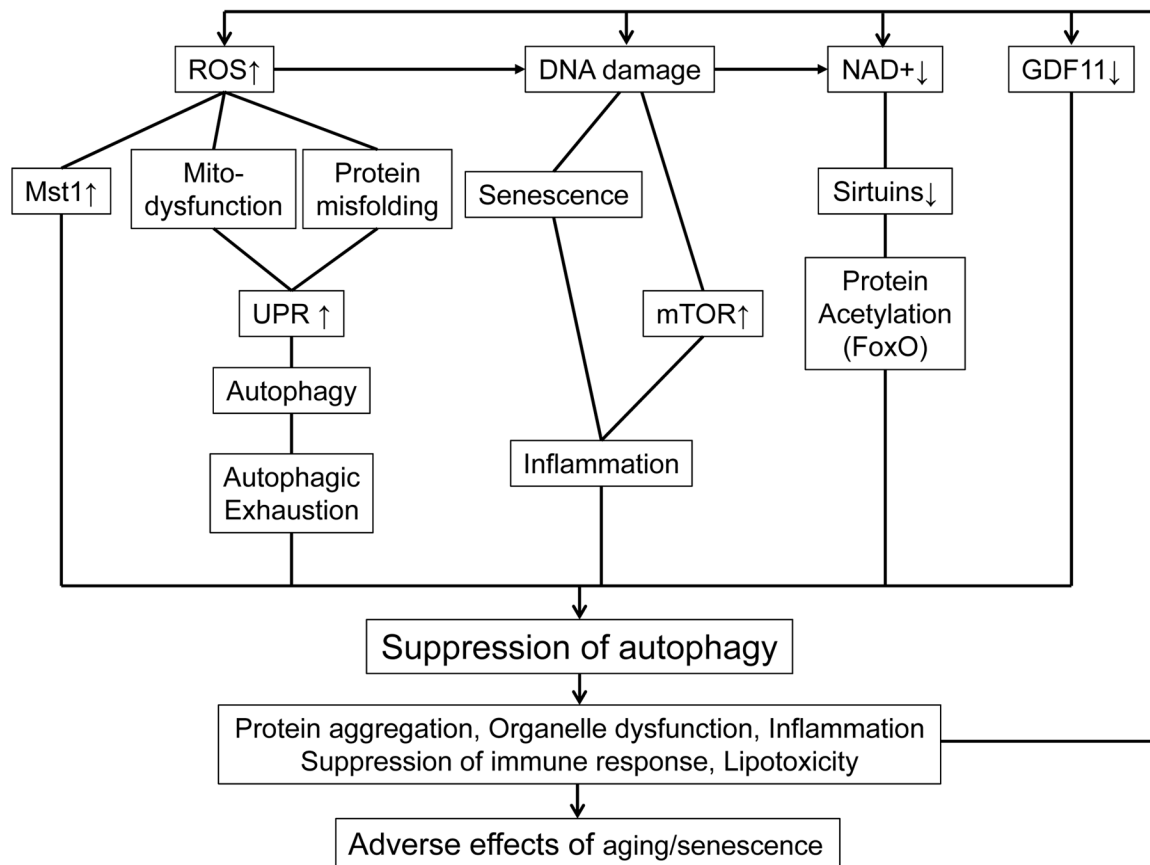 ROS↑
DNA damage
NAD+↓
GDF11↓
Mst1↑
Mito-
dysfunction
Protein
misfolding
Senescence
Sirtuins↓
UPR ↑
mTOR↑
Protein
Acetylation
(FoxO)
Autophagy
Autophagic
Exhaustion
Inflammation
Suppression of autophagy
Protein aggregation, Organelle dysfunction, Inflammation
Suppression of immune response, Lipotoxicity
Adverse effects of aging/senescence